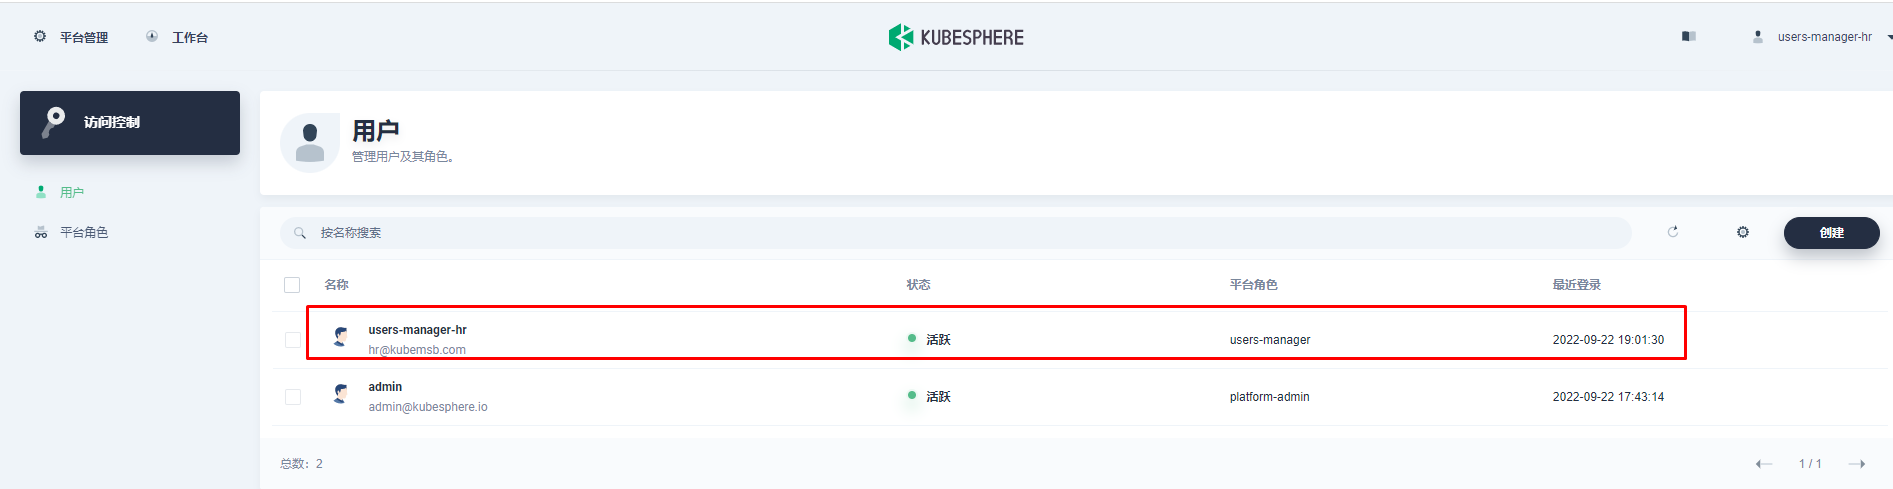 平台管理 工作台 KUBESPHERE users-manager-hr
访问控制
用户
平台角色
用户
管理用户及其角色。
按名称搜索 创建
名称 状态 平台角色 最近登录
users-manager-hr
hr@kubemsb.com
活跃 users-manager 2022-09-22 19:01:30
admin
admin@kubesphere.io
活跃 platform-admin 2022-09-22 17:43:14
总数：2 1 / 1